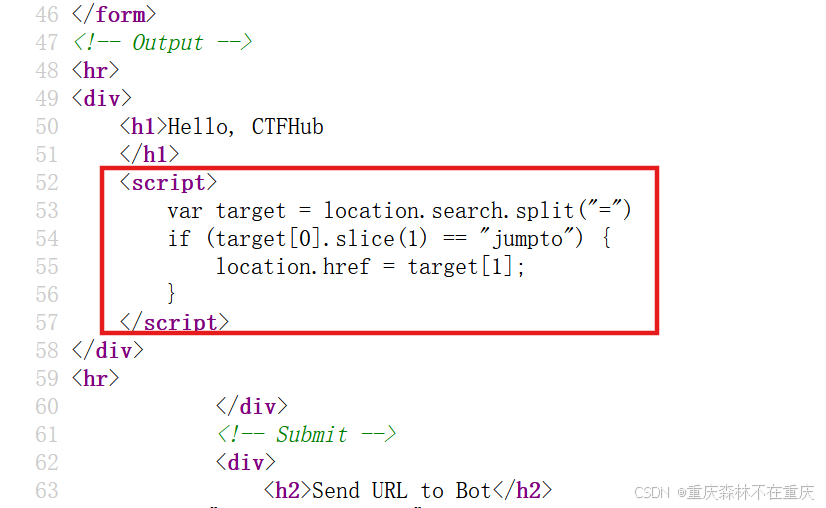 46 </form>
47 <!-- Output -->
48 <hr>
49 <div>
50     <h1>Hello, CTFHub
51     </h1>
52     <script>
53         var target = location.search.split("=")
54         if (target[0].slice(1) == "jumpto") {
55             location.href = target[1];
56         }
57     </script>
58 </div>
59 <hr>
60             </div>
61             <!-- Submit -->
62             <div>
63                 <h2>Send URL to Bot</h2>
CSDN @重庆森林不在重庆